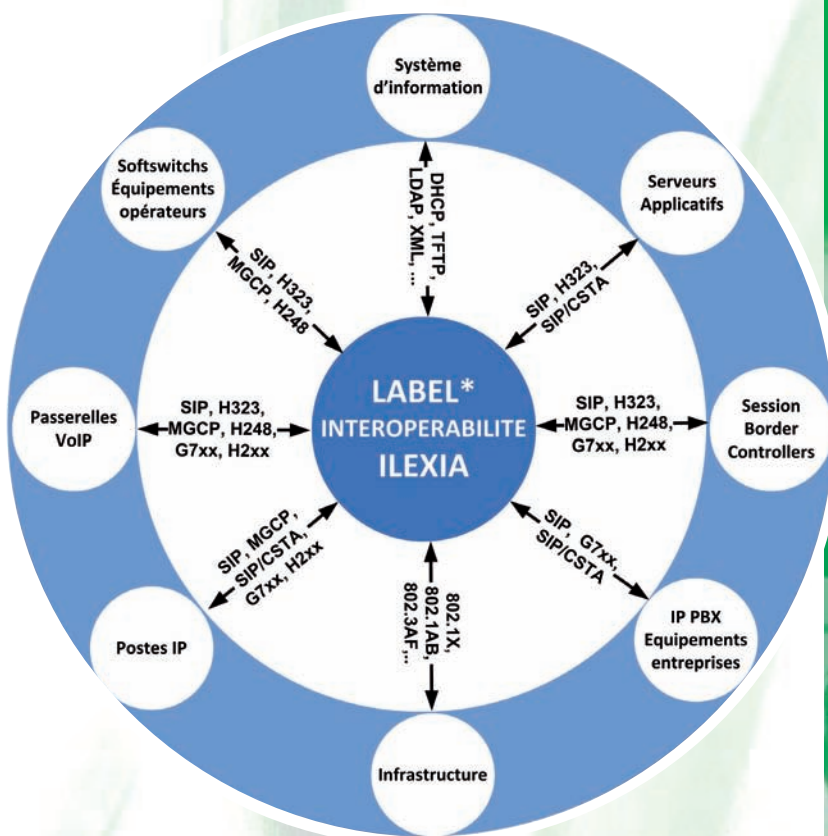 Système
d'information
Softswitchs
Équipements
opérateurs
Serveurs
Applicatifs
DHCP, TFTP,
LDAP, XML, ...
SIP, H323,
MGCP, H248
SIP, H323,
SIP/CSTA
Passerelles
VoIP
SIP, H323,
MGCP, H248,
G7xx, H2xx
LABEL*
INTEROPERABILITE
ILEXIA
SIP, H323,
MGCP, H248,
G7xx, H2xx
Session
Border
Controllers
SIP, MGCP,
SIP/CSTA,
G7xx, H2xx
802.1X,
802.1AB,
802.3AF,..
SIP, G7xx,
SIP/CSTA
Postes IP
IP PBX
Equipements
entreprises
Infrastructure